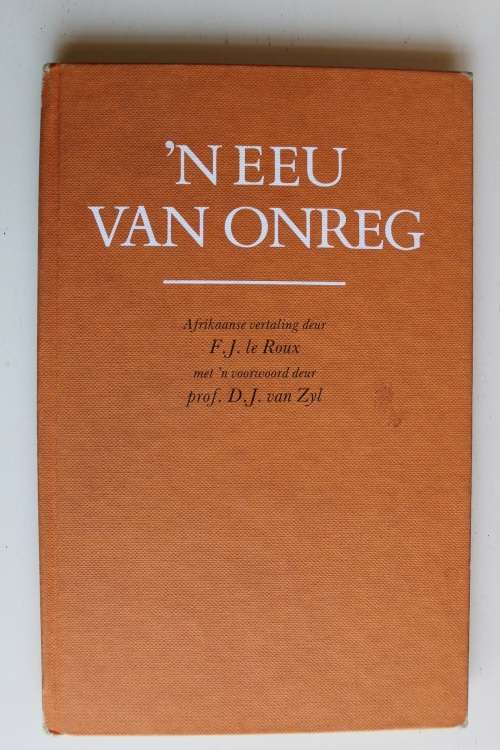 ’N EEU
VAN ONREG
Afrikaanse vertaling deur
F.J. le Roux
met ’n voorwoord deur
prof. D.J. van Zyl